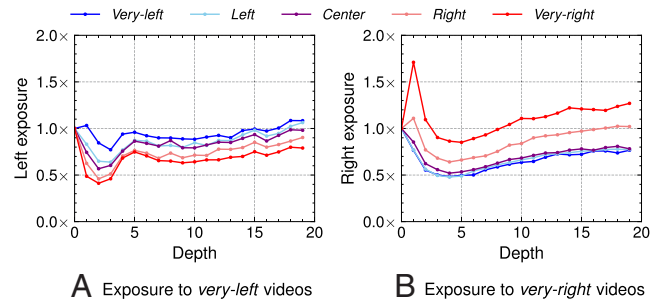 Very-left Left Center Right Very-right
2.0×
1.5×
1.0×
0.5×
0.0×
Left exposure
0 5 10 15 20
Depth
A Exposure to very-left videos
2.0×
1.5×
1.0×
0.5×
0.0×
Right exposure
0 5 10 15 20
Depth
B Exposure to very-right videos